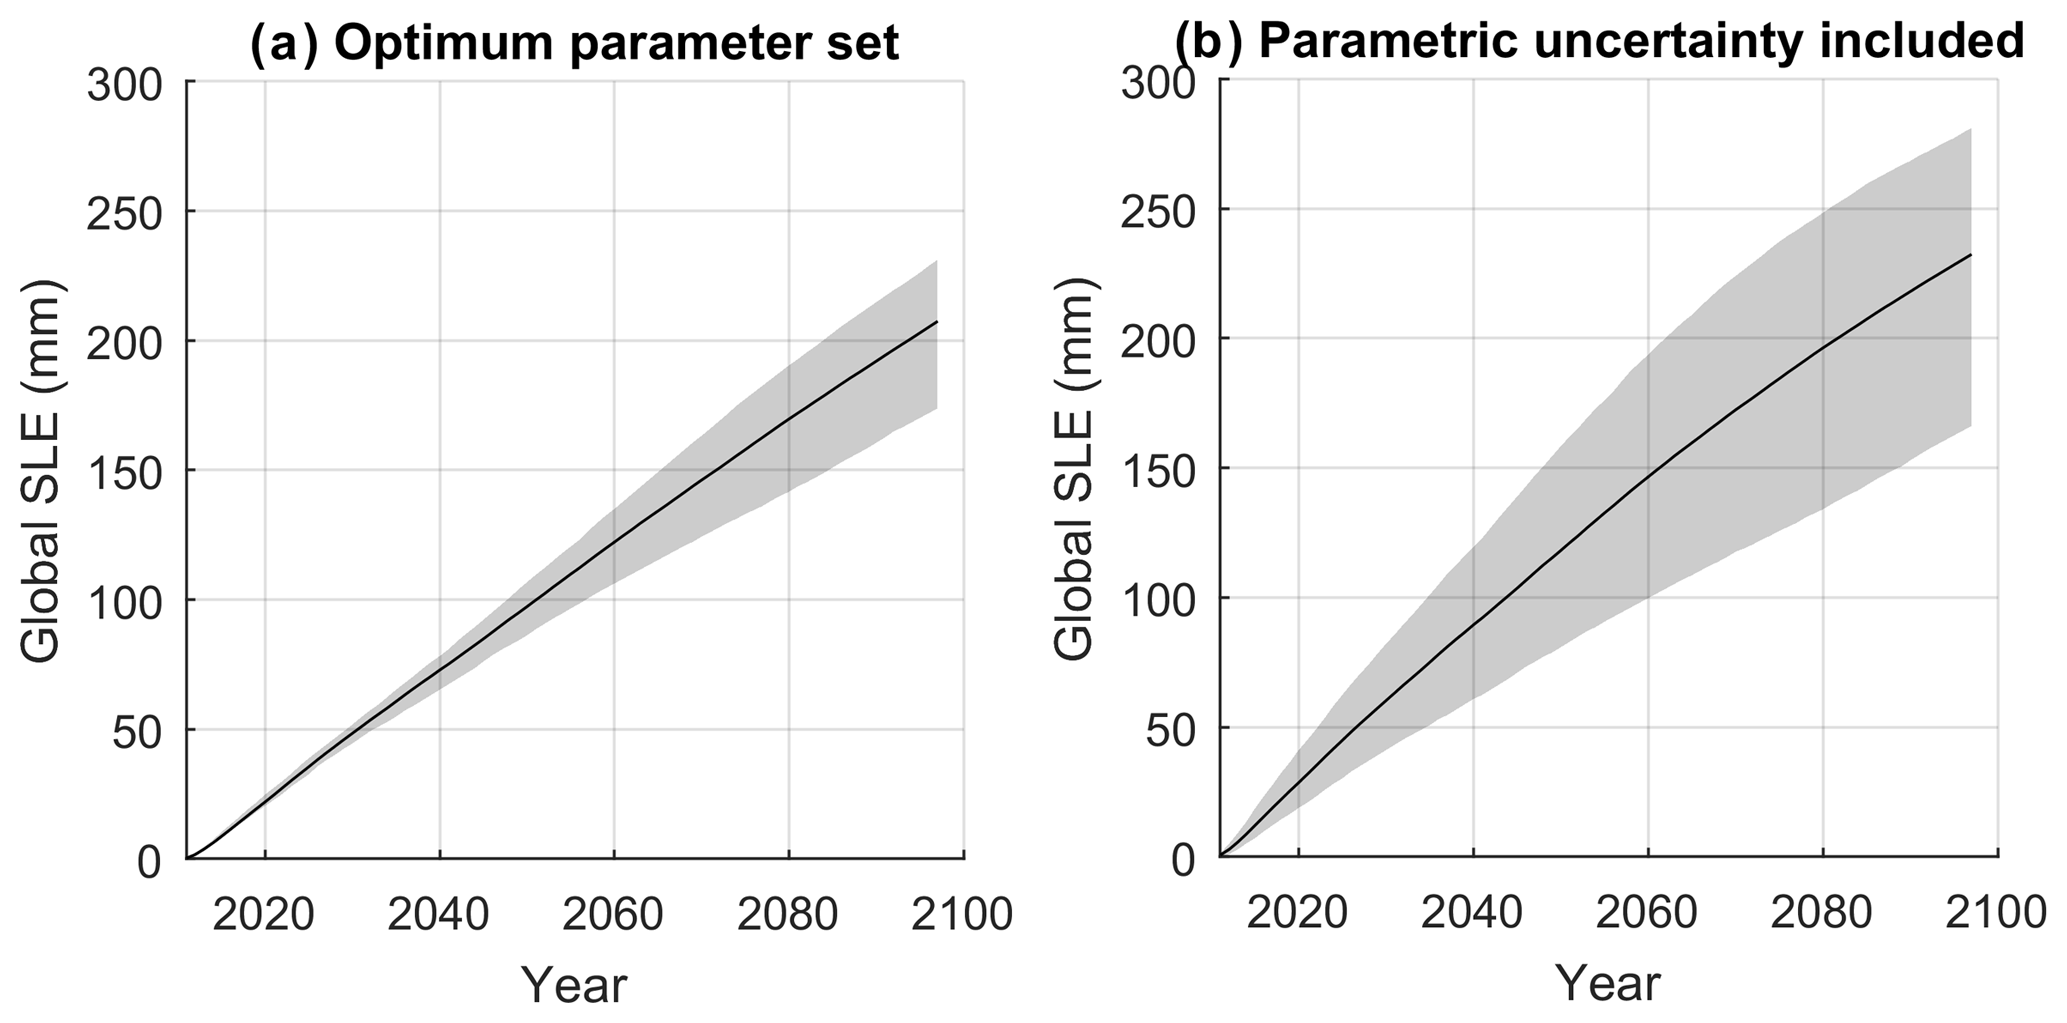 (a) Optimum parameter set
300
250
200
150
100
50
0
Global SLE (mm)
2020 2040 2060 2080 2100
Year
(b) Parametric uncertainty included
300
250
200
150
100
50
0
Global SLE (mm)
2020 2040 2060 2080 2100
Year